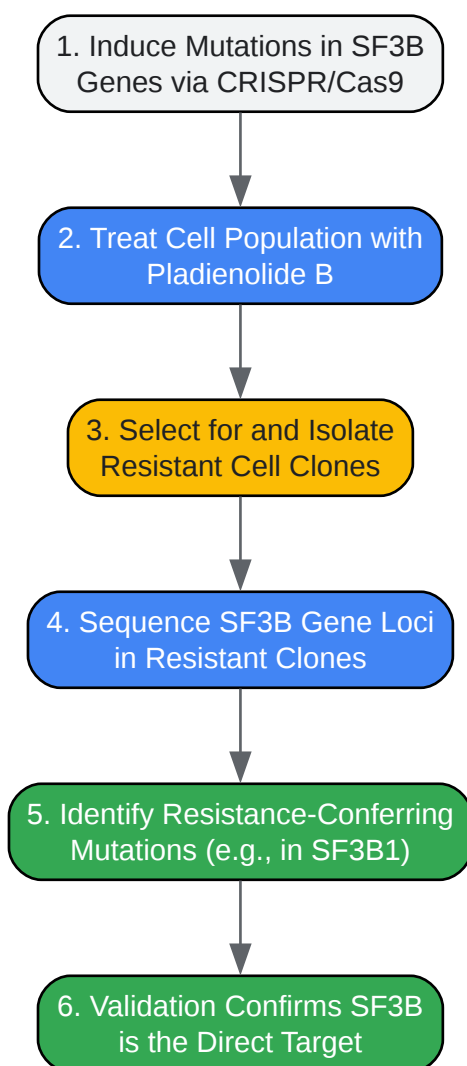 1. Induce Mutations in SF3B
Genes via CRISPR/Cas9
2. Treat Cell Population with
Pladienolide B
3. Select for and Isolate
Resistant Cell Clones
4. Sequence SF3B Gene Loci
in Resistant Clones
5. Identify Resistance-Conferring
Mutations (e.g., in SF3B1)
6. Validation Confirms SF3B
is the Direct Target